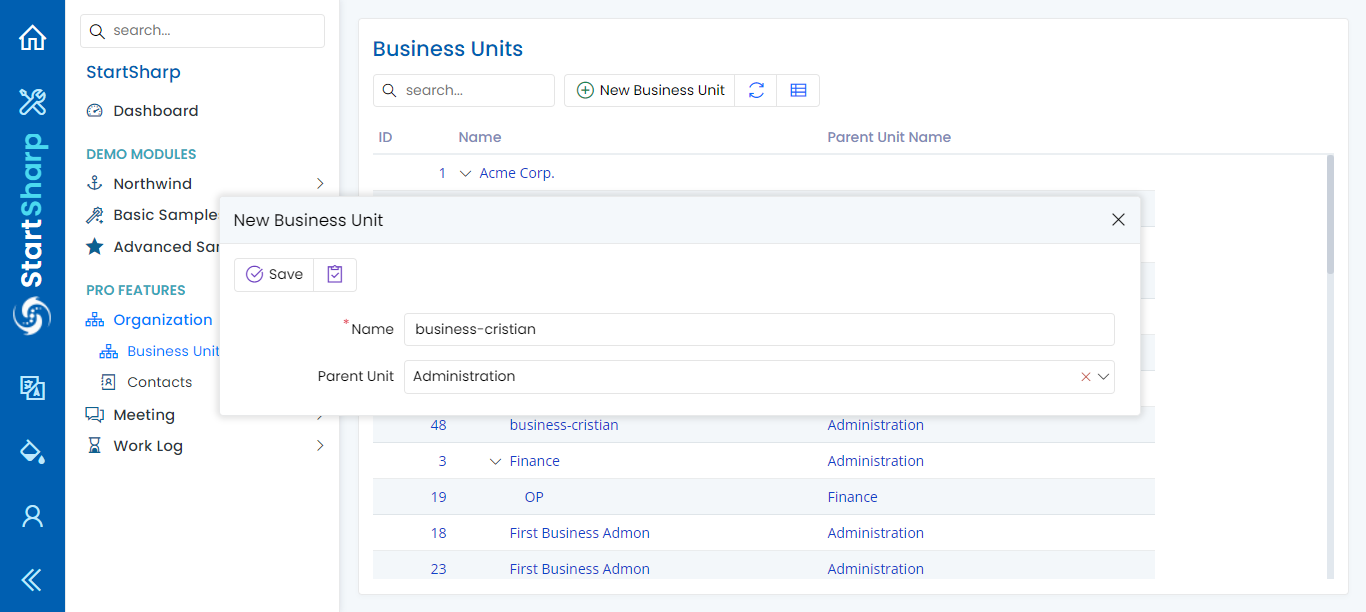 StartSharp
search...
StartSharp
Dashboard
DEMO MODULES
Northwind
Basic Sample
Advanced Sar
PRO FEATURES
Organization
Business Unit
Contacts
Meeting
Work Log
Business Units
search...
New Business Unit
ID Name Parent Unit Name
1 Acme Corp.
New Business Unit
Save
*Name business-cristian
Parent Unit Administration
48 business-cristian Administration
3 Finance Administration
19 OP Finance
18 First Business Admon Administration
23 First Business Admon Administration